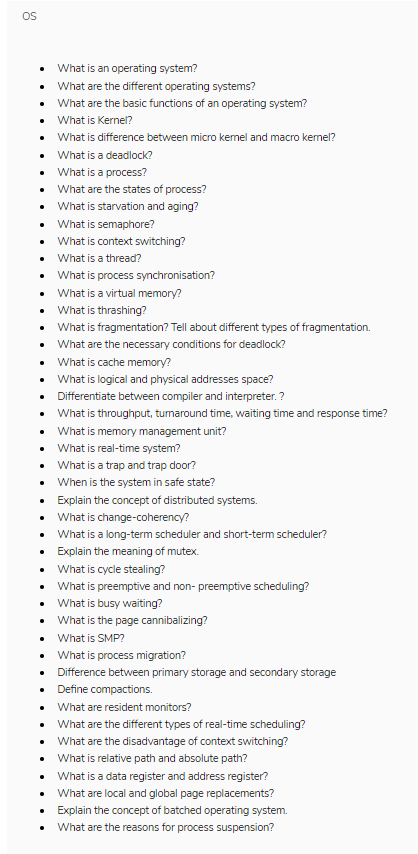 OS
• What is an operating system?
• What are the different operating systems?
• What are the basic functions of an operating system?
• What is Kernel?
• What is difference between micro kernel and macro kernel?
• What is a deadlock?
• What is a process?
• What are the states of process?
• What is starvation and aging?
• What is semaphore?
• What is context switching?
• What is a thread?
• What is process synchronisation?
• What is a virtual memory?
• What is thrashing?
• What is fragmentation? Tell about different types of fragmentation.
• What are the necessary conditions for deadlock?
• What is cache memory?
• What is logical and physical addresses space?
• Differentiate between compiler and interpreter. ?
• What is throughput, turnaround time, waiting time and response time?
• What is memory management unit?
• What is real-time system?
• What is a trap and trap door?
• When is the system in safe state?
• Explain the concept of distributed systems.
• What is change-coherency?
• What is a long-term scheduler and short-term scheduler?
• Explain the meaning of mutex.
• What is cycle stealing?
• What is preemptive and non- preemptive scheduling?
• What is busy waiting?
• What is the page cannibalizing?
• What is SMP?
• What is process migration?
• Difference between primary storage and secondary storage
• Define compactions.
• What are resident monitors?
• What are the different types of real-time scheduling?
• What are the disadvantage of context switching?
• What is relative path and absolute path?
• What is a data register and address register?
• What are local and global page replacements?
• Explain the concept of batched operating system.
• What are the reasons for process suspension?